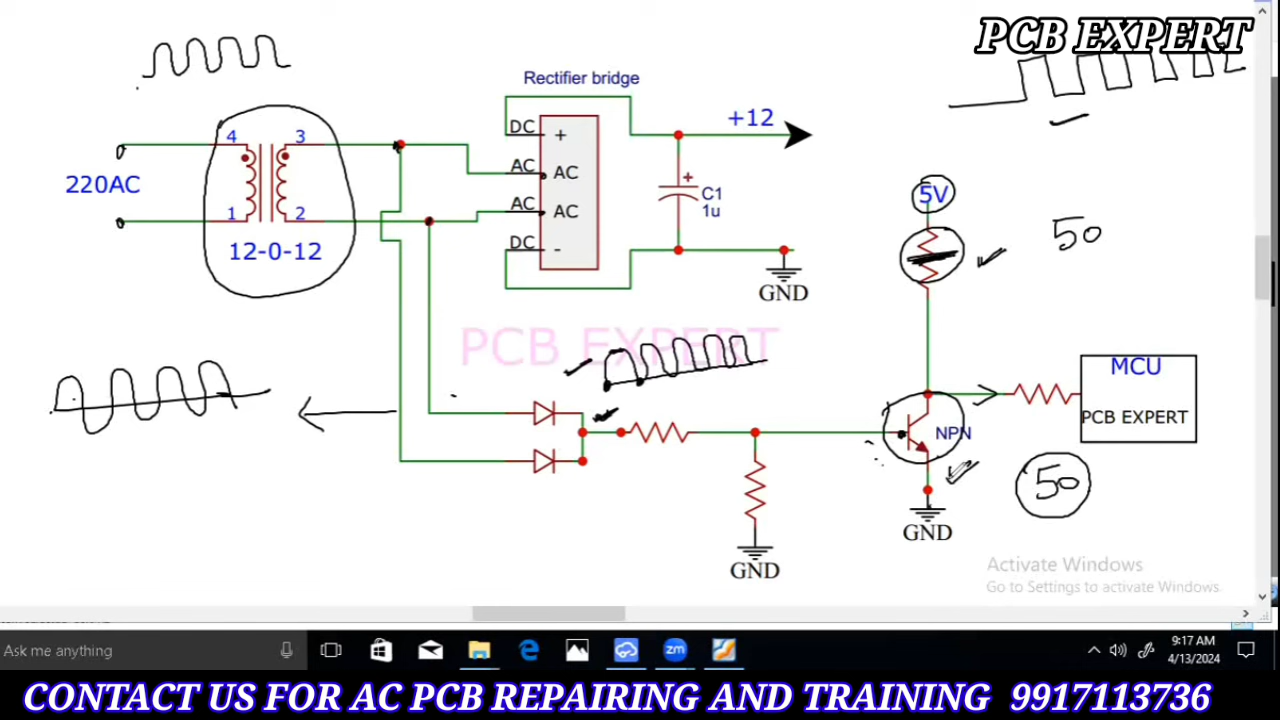 PCB EXPERT
Rectifier bridge
DC
+
+12
AC
AC
AC
AC
DC
-
+
C1
1u
4
3
1
2
220AC
12-0-12
GND
5V
50
PCB EXPERT
MCU
PCB EXPERT
NPN
50
GND
GND
Activate Windows
Go to Settings to activate Windows.
Ask me anything
zm
9:17 AM
4/13/2024
CONTACT US FOR AC PCB REPAIRING AND TRAINING 9917113736